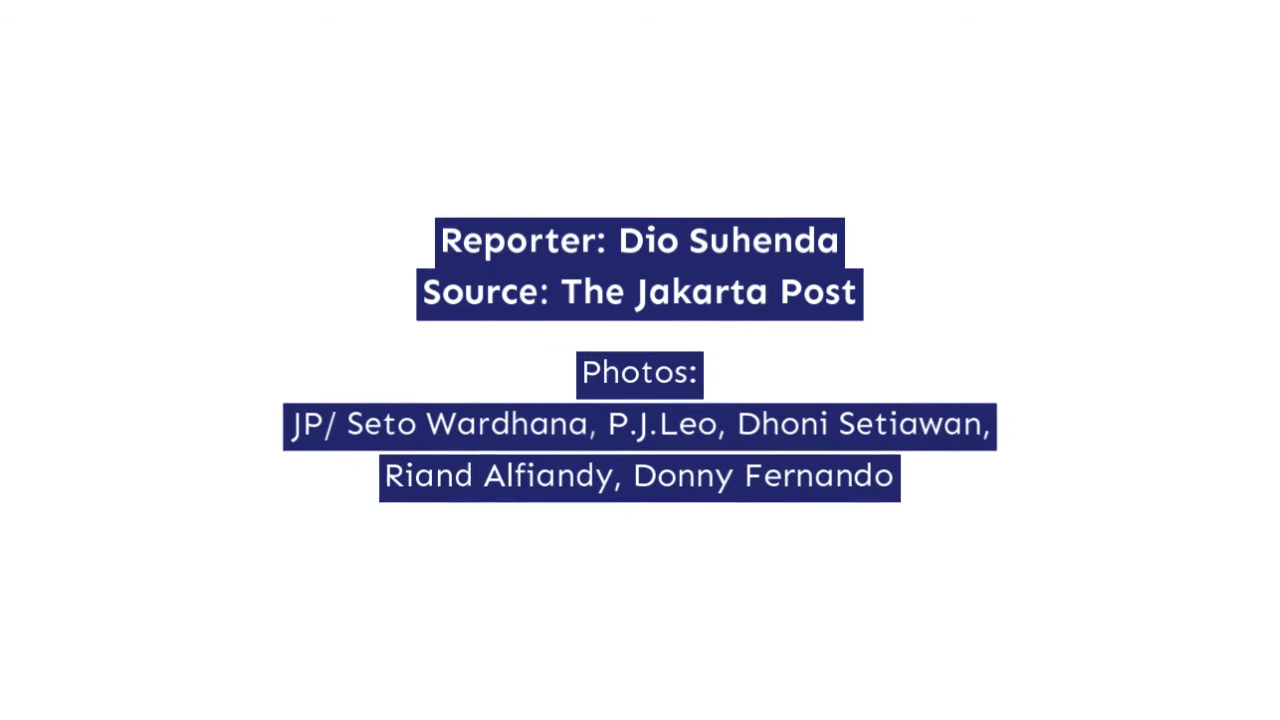 Reporter: Dio Suhenda
Source: The Jakarta Post
Photos:
JP/ Seto Wardhana, P.J.Leo, Dhoni Setiawan,
Riand Alfiandy, Donny Fernando